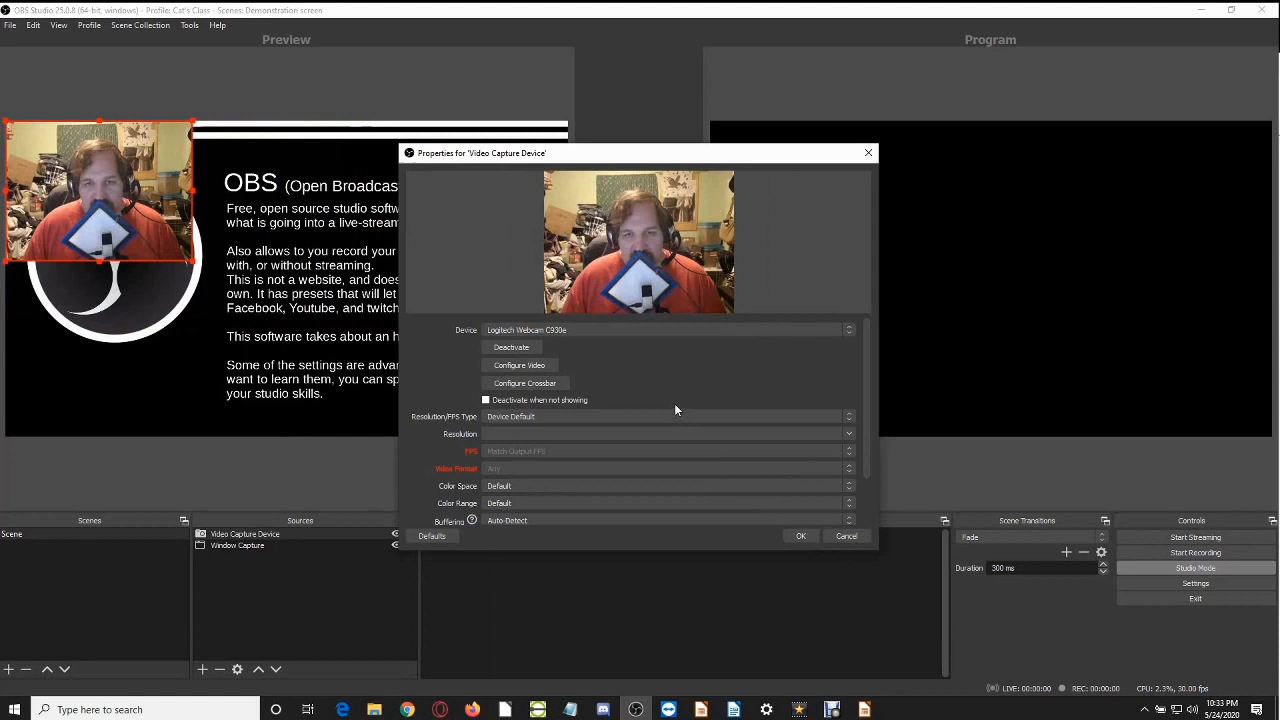 OBS Studio 25.0.8 (64-bit, windows) - Profile: Cat's Class - Scenes: Demonstration screen
File Edit View Profile Scene Collection Tools Help
Preview
Program
OBS (Open Broadcas
Free, open source studio softw
what is going into a live-stream
Also allows to you record your
with, or without streaming.
This is not a website, and does
own. It has presets that will let
Facebook, Youtube, and twitch
This software takes about an h
Some of the settings are advan
want to learn them, you can sp
your studio skills.
Properties for 'Video Capture Device'
Device Logitech Webcam C930e
Deactivate
Configure Video
Configure Crossbar
Deactivate when not showing
Resolution/FPS Type Device Default
Resolution
FPS Match Output FPS
Video Format Any
Color Space Default
Color Range Default
Buffering ? Auto-Detect
Defaults OK Cancel
Scenes
Scene
Sources
Video Capture Device
Window Capture
Scene Transitions
Fade
Duration 300 ms
Controls
Start Streaming
Start Recording
Studio Mode
Settings
Exit
LIVE: 00:00:00 REC: 00:00:00 CPU: 2.3%, 30.00 fps
Type here to search
10:33 PM
5/24/2020